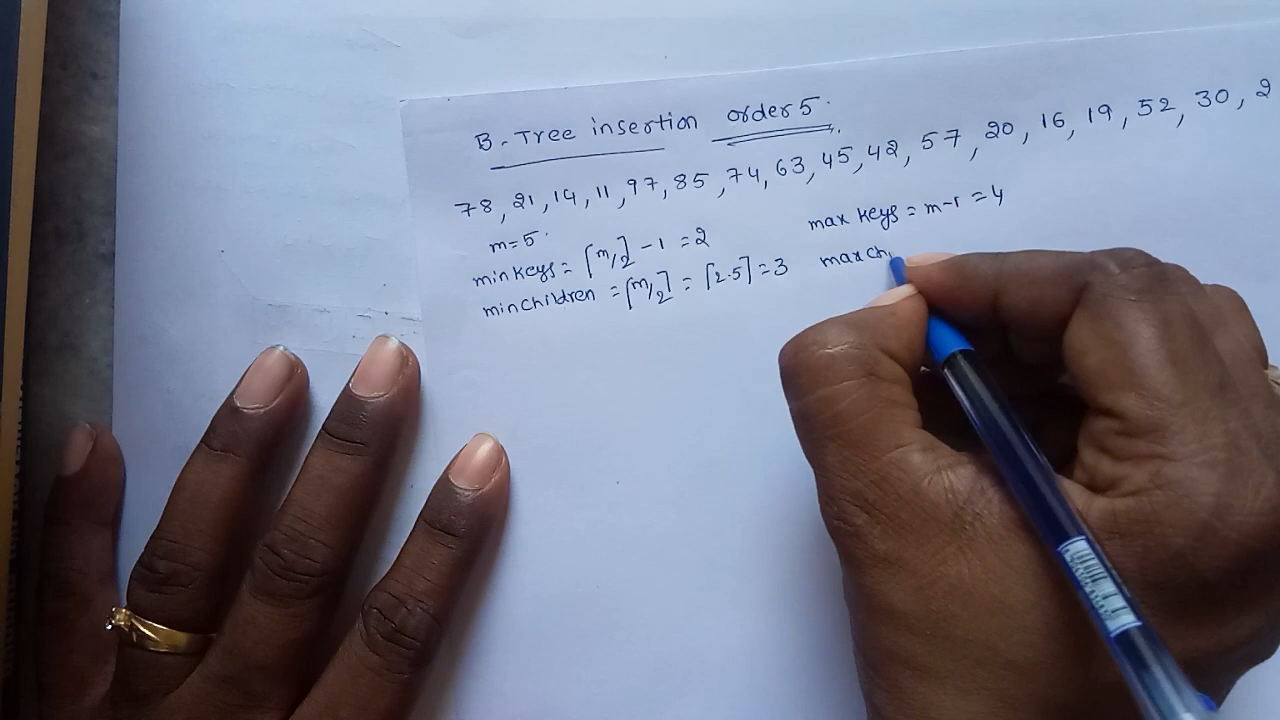 B-Tree insertion order 5.
78, 21, 14, 11, 97, 85, 74, 63, 45, 42, 57, 20, 16, 19, 52, 30, 2
m=5.
min keys = ⌈m/2⌉ -1 =2
min children = ⌈m/2⌉ = ⌈2.5⌉ = 3
max keys = m-1 = 4
max ch